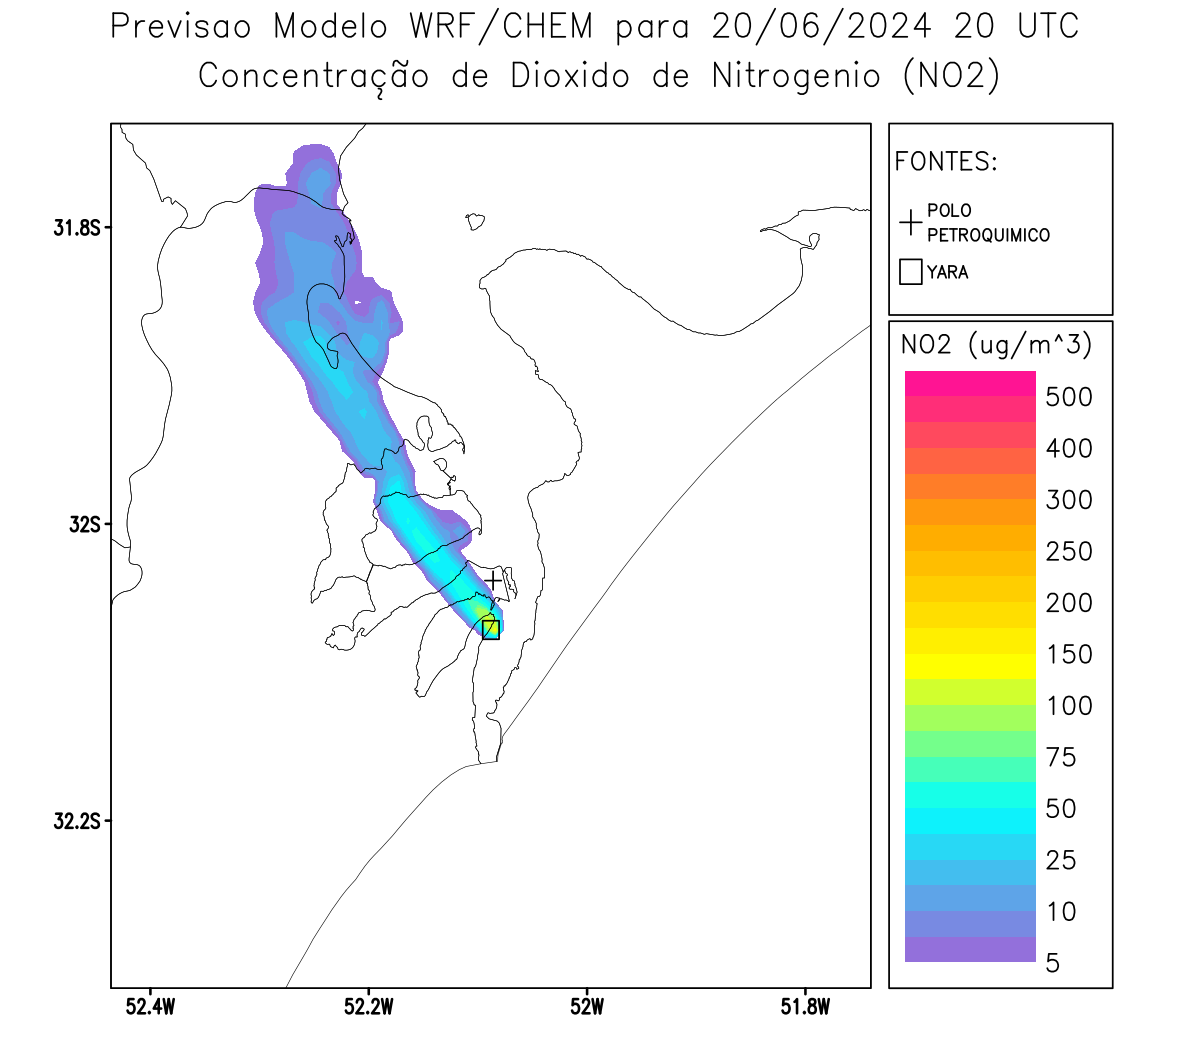 Previsao Modelo WRF/CHEM para 20/06/2024 20 UTC
Concentração de Dioxido de Nitrogenio (NO2)
FONTES:
POLO
PETROQUIMICO
YARA
NO2 (ug/m^3)
500
400
300
250
200
150
100
75
50
25
10
5
31.8S
32S
32.2S
52.4W
52.2W
52W
51.8W